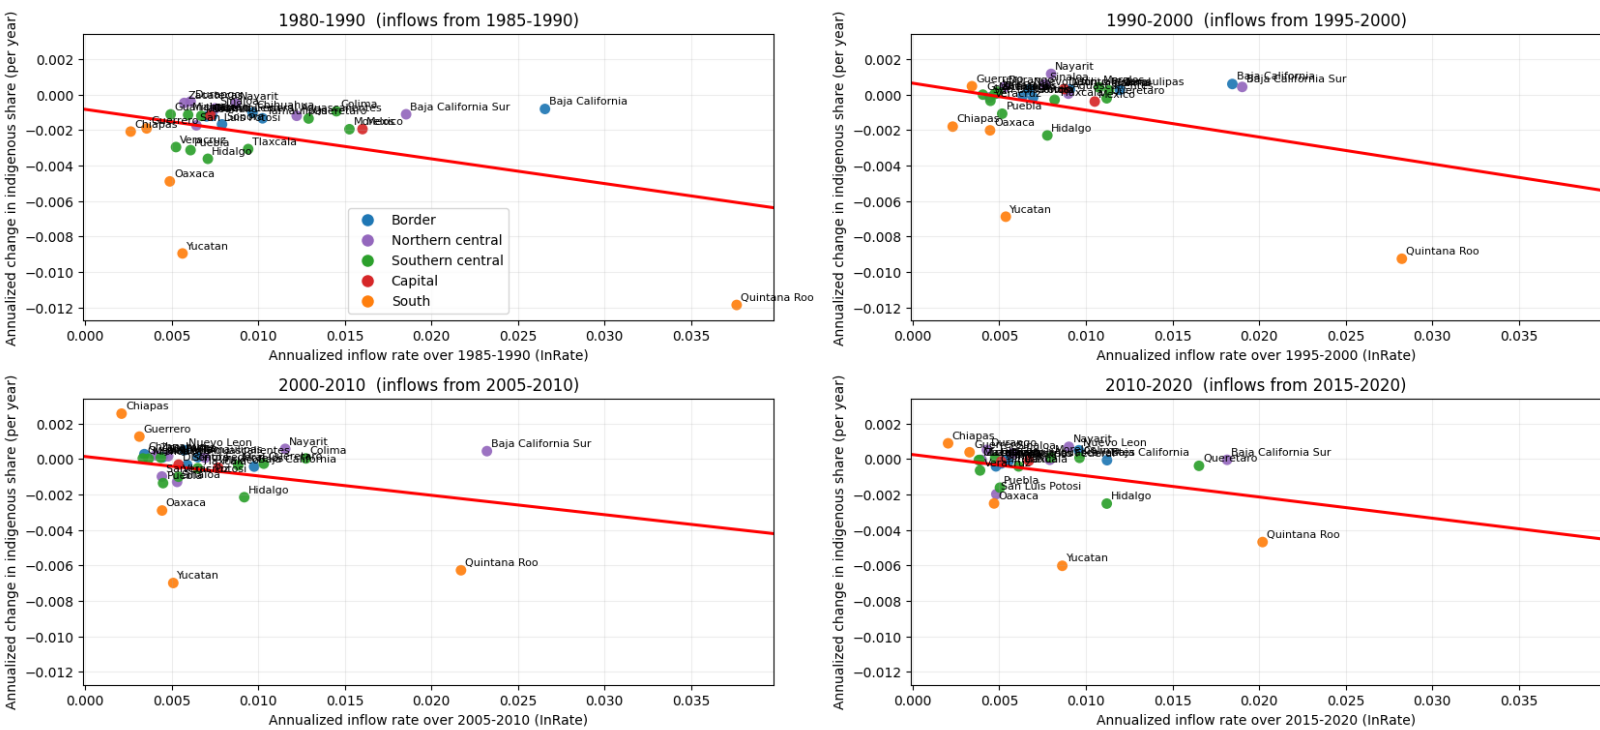 1980-1990 (inflows from 1985-1990)
Annualized change in indigenous share (per year)
0.002
0.000
−0.002
−0.004
−0.006
−0.008
−0.010
−0.012
Nayarit
Chihuahua
Colima
Baja California Sur
Baja California
Guerrero
San Luis Potosi
Sonora
Queretaro
Morelos
Mexico
Chiapas
Veracruz
Puebla
Tlaxcala
Hidalgo
Oaxaca
Yucatan
Quintana Roo
Border
Northern central
Southern central
Capital
South
0.000 0.005 0.010 0.015 0.020 0.025 0.030 0.035
Annualized inflow rate over 1985-1990 (InRate)
1990-2000 (inflows from 1995-2000)
Annualized change in indigenous share (per year)
0.002
0.000
−0.002
−0.004
−0.006
−0.008
−0.010
−0.012
Nayarit
Sinaloa
Guerrero
Durango
Morelos
Baja California
Baja California Sur
Veracruz
Tlaxcala
Mexico
Queretaro
Puebla
Chiapas
Oaxaca
Hidalgo
Yucatan
Quintana Roo
0.000 0.005 0.010 0.015 0.020 0.025 0.030 0.035
Annualized inflow rate over 1995-2000 (InRate)
2000-2010 (inflows from 2005-2010)
Annualized change in indigenous share (per year)
0.002
0.000
−0.002
−0.004
−0.006
−0.008
−0.010
−0.012
Chiapas
Guerrero
Nuevo Leon
Nayarit
Colima
Baja California Sur
Queretaro
Baja California
Puebla
Hidalgo
Oaxaca
Yucatan
Quintana Roo
0.000 0.005 0.010 0.015 0.020 0.025 0.030 0.035
Annualized inflow rate over 2005-2010 (InRate)
2010-2020 (inflows from 2015-2020)
Annualized change in indigenous share (per year)
0.002
0.000
−0.002
−0.004
−0.006
−0.008
−0.010
−0.012
Chiapas
Guerrero
Durango
Sinaloa
Nayarit
Nuevo Leon
Morelos
Baja California
Baja California Sur
Queretaro
Veracruz
Puebla
San Luis Potosi
Oaxaca
Hidalgo
Quintana Roo
Yucatan
0.000 0.005 0.010 0.015 0.020 0.025 0.030 0.035
Annualized inflow rate over 2015-2020 (InRate)